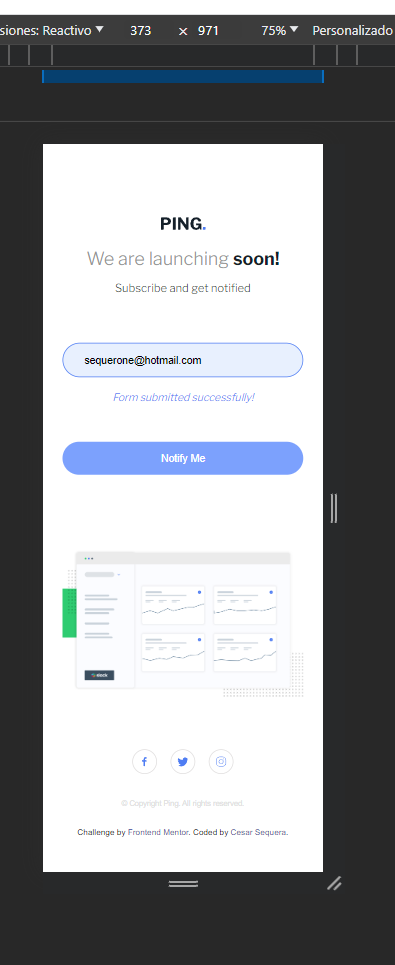 siones: Reactivo ▼ 373 × 971 75% ▼ Personalizado
PING.
We are launching soon!
Subscribe and get notified
sequerone@hotmail.com
Form submitted successfully!
Notify Me
slack
© Copyright Ping. All rights reserved.
Challenge by Frontend Mentor. Coded by Cesar Sequera.